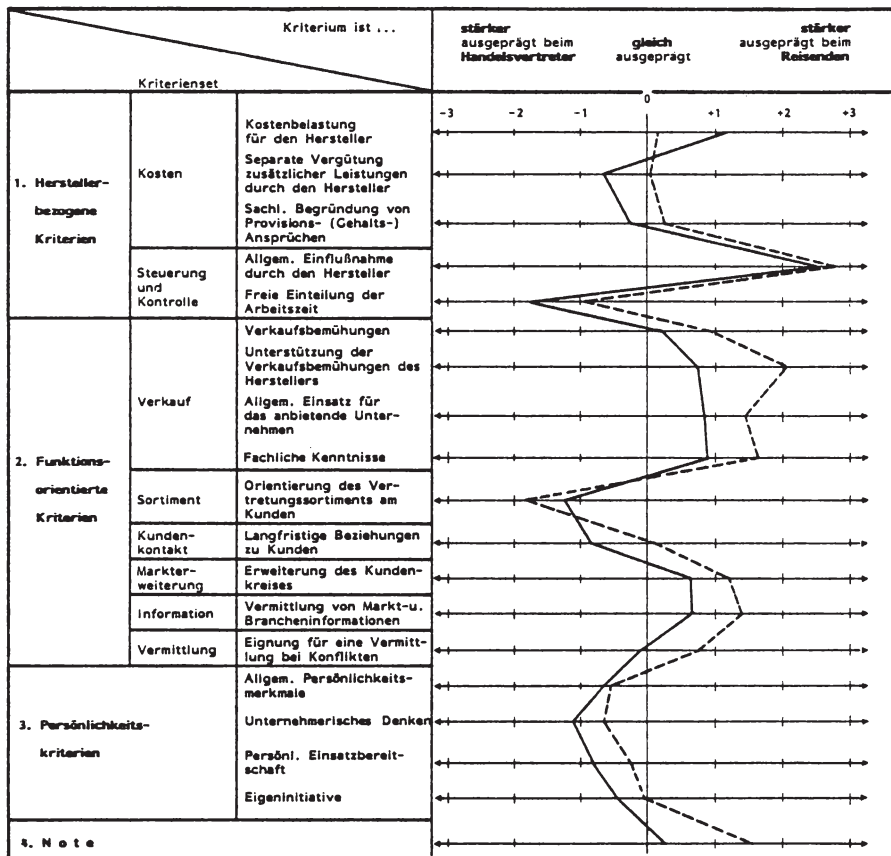 Kriterium ist ...
Kriterienset
stärker
ausgeprägt beim
Handelsvertreter
gleich
ausgeprägt
stärker
ausgeprägt beim
Reisenden
-3 -2 -1 0 +1 +2 +3
1. Hersteller-
bezogene
Kriterien
Kosten
Kostenbelastung
für den Hersteller
Separate Vergütung
zusätzlicher Leistungen
durch den Hersteller
Sachl. Begründung von
Provisions- (Gehalts-)
Ansprüchen
Steuerung
und
Kontrolle
Allgem. Einflußnahme
durch den Hersteller
Freie Einteilung der
Arbeitszeit
2. Funktions-
orientierte
Kriterien
Verkauf
Verkaufsbemühungen
Unterstützung der
Verkaufsbemühungen des
Herstellers
Allgem. Einsatz für
das anbietende Unter-
nehmen
Fachliche Kenntnisse
Sortiment
Orientierung des Ver-
tretungssortiments am
Kunden
Kunden-
kontakt
Langfristige Beziehungen
zu Kunden
Markter-
weiterung
Erweiterung des Kunden-
kreises
Information
Vermittlung von Markt-u.
Brancheninformationen
Vermittlung
Eignung für eine Vermitt-
lung bei Konflikten
3. Persönlichkeits-
kriterien
Allgem. Persönlichkeits-
merkmale
Unternehmerisches Denken
Persönl. Einsatzbereit-
schaft
Eigeninitiative
4. Note